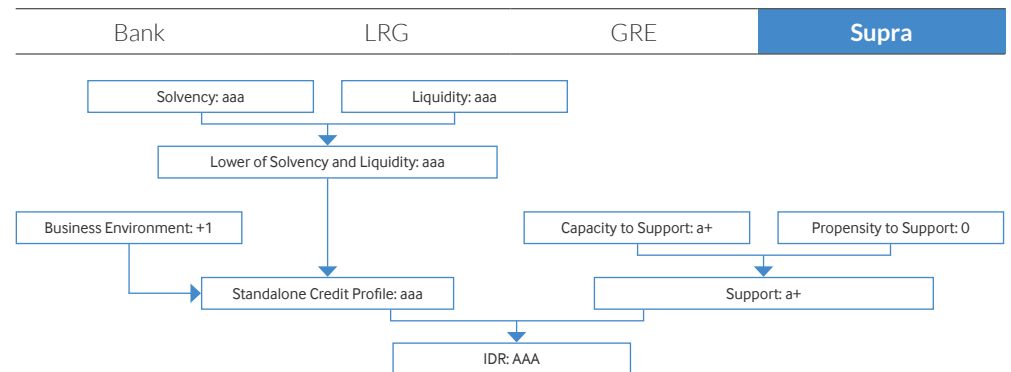 Bank LRG GRE Supra
Solvency: aaa Liquidity: aaa
Lower of Solvency and Liquidity: aaa
Business Environment: +1 Capacity to Support: a+ Propensity to Support: 0
Standalone Credit Profile: aaa Support: a+
IDR: AAA